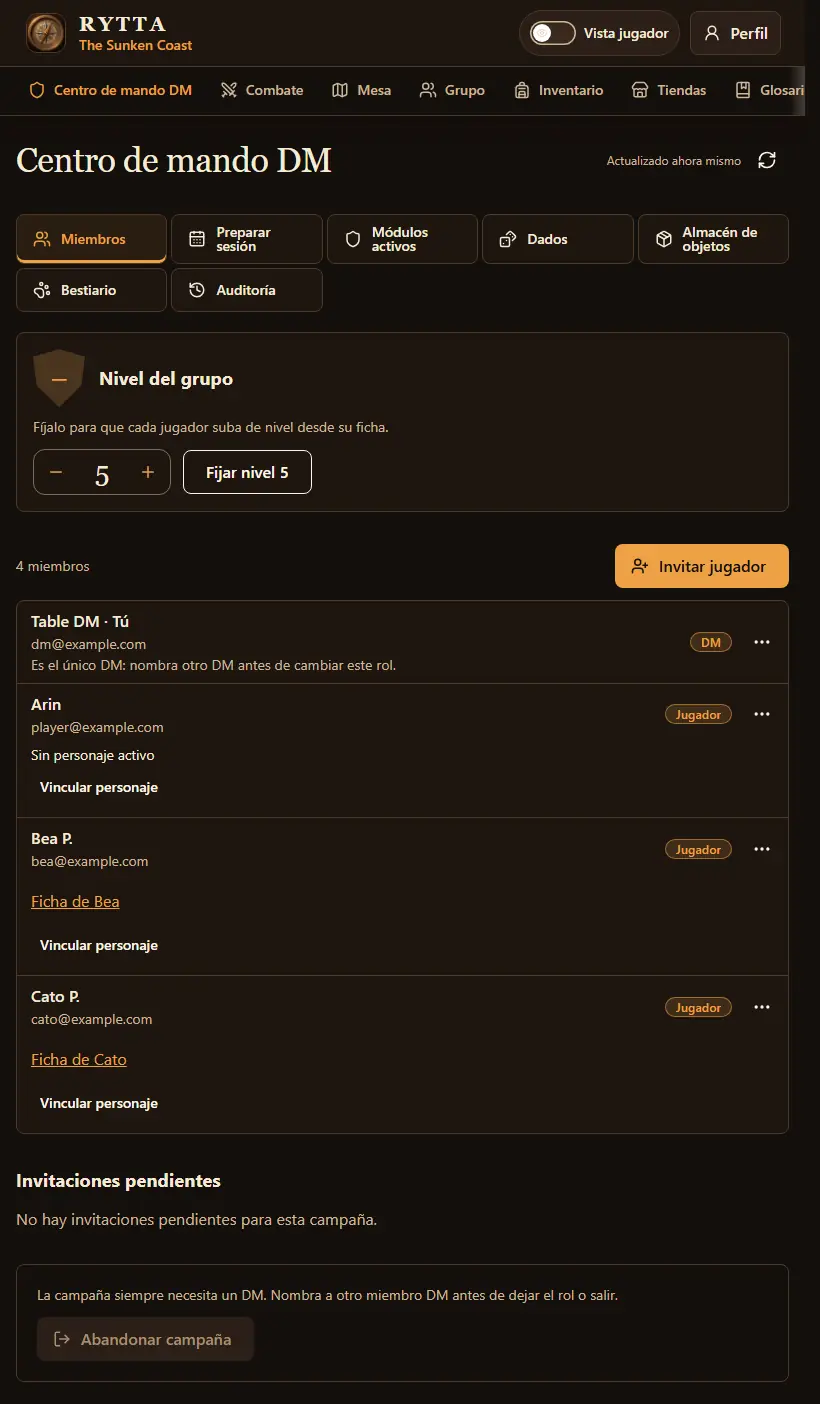 RYTTA
The Sunken Coast
Vista jugador
Perfil
Centro de mando DM
Combate
Mesa
Grupo
Inventario
Tiendas
Glosari
Centro de mando DM
Actualizado ahora mismo
Miembros
Preparar
sesión
Módulos
activos
Dados
Almacén de
objetos
Bestiario
Auditoría
Nivel del grupo
Fíjalo para que cada jugador suba de nivel desde su ficha.
− 5 +
Fijar nivel 5
4 miembros
Invitar jugador
Table DM · Tú
dm@example.com
Es el único DM: nombra otro DM antes de cambiar este rol.
DM
Arin
player@example.com
Jugador
Sin personaje activo
Vincular personaje
Bea P.
bea@example.com
Jugador
Ficha de Bea
Vincular personaje
Cato P.
cato@example.com
Jugador
Ficha de Cato
Vincular personaje
Invitaciones pendientes
No hay invitaciones pendientes para esta campaña.
La campaña siempre necesita un DM. Nombra a otro miembro DM antes de dejar el rol o salir.
Abandonar campaña